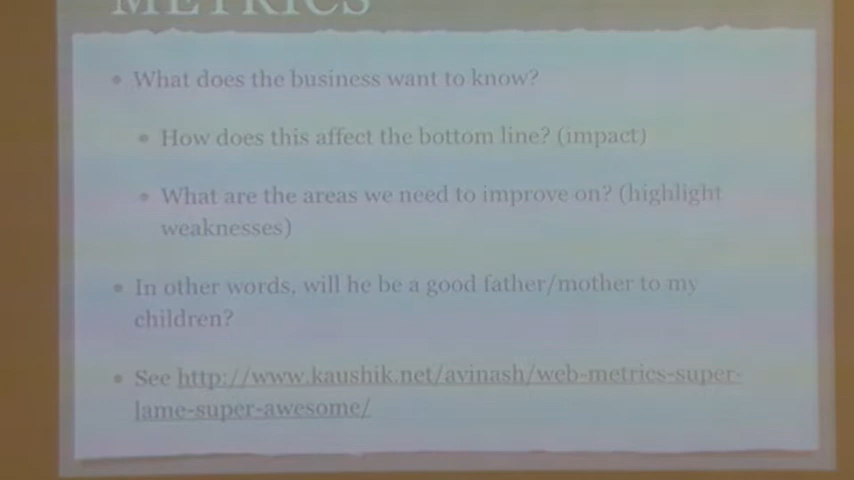 METRICS
What does the business want to know?
How does this affect the bottom line? (impact)
What are the areas we need to improve on? (highlight
weaknesses)
In other words, will he be a good father/mother to my
children?
See http://www.kaushik.net/avinash/web-metrics-super-
lame-super-awesome/